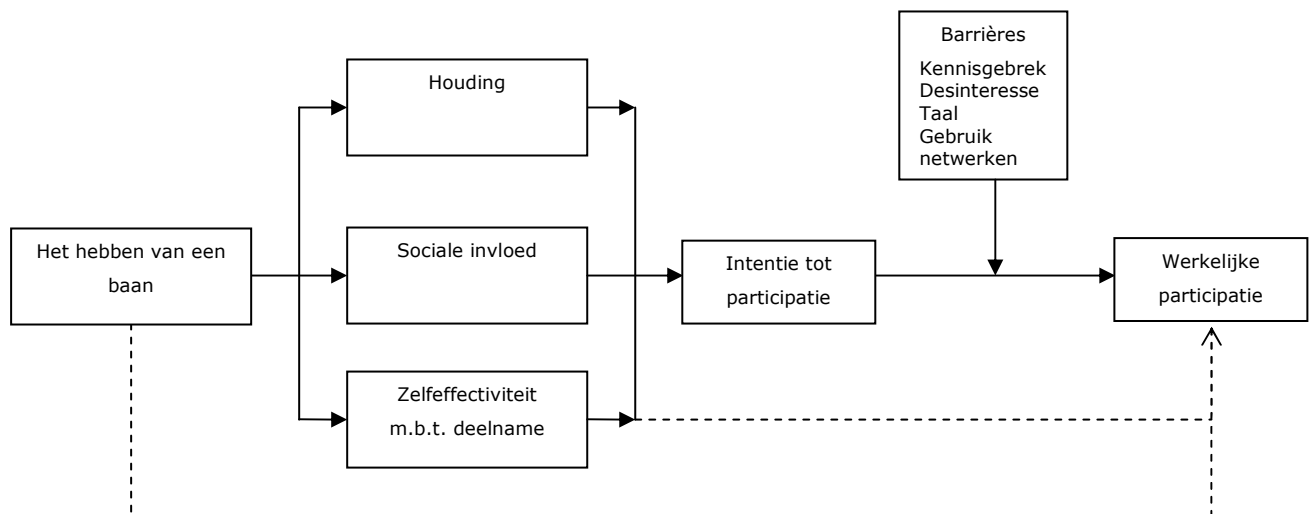 Barrières
Kennisgebrek
Desinteresse
Taal
Gebruik
netwerken
Houding
Het hebben van een
baan
Sociale invloed
Intentie tot
participatie
Werkelijke
participatie
Zelfeffectiviteit
m.b.t. deelname